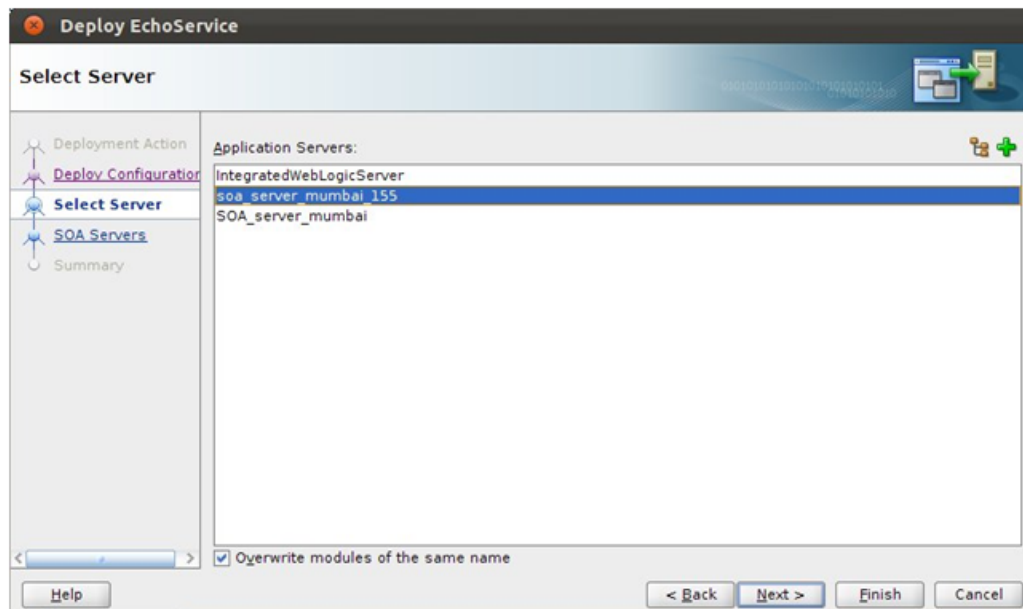 Deploy EchoService
Select Server
Deployment Action
Deploy Configuration
Select Server
SOA Servers
Summary
Application Servers:
IntegratedWebLogicServer
soa_server_mumbai_155
SOA_server_mumbai
Overwrite modules of the same name
Help
< Back
Next >
Finish
Cancel